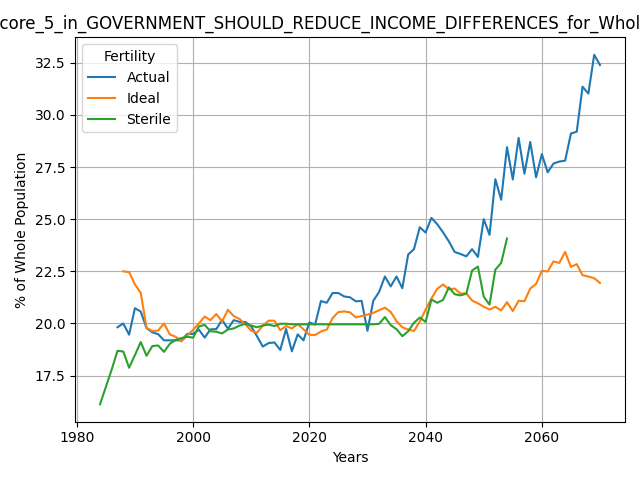 core_5_in_GOVERNMENT_SHOULD_REDUCE_INCOME_DIFFERENCES_for_Whol
Fertility
Actual
Ideal
Sterile
% of Whole Population
32.5
30.0
27.5
25.0
22.5
20.0
17.5
1980 2000 2020 2040 2060
Years